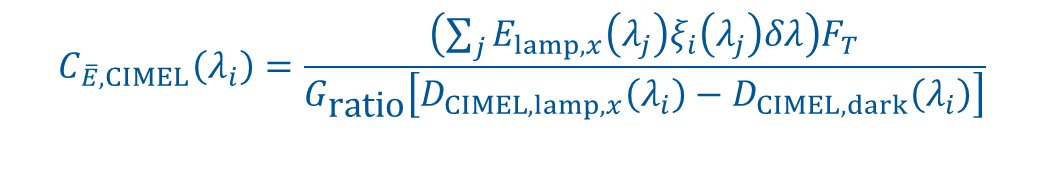 C_{Ē,CIMEL}(λ_i) = (∑_j E_{lamp,x}(λ_j)ξ_i(λ_j)δλ)F_T / G_{ratio}[D_{CIMEL,lamp,x}(λ_i) − D_{CIMEL,dark}(λ_i)]